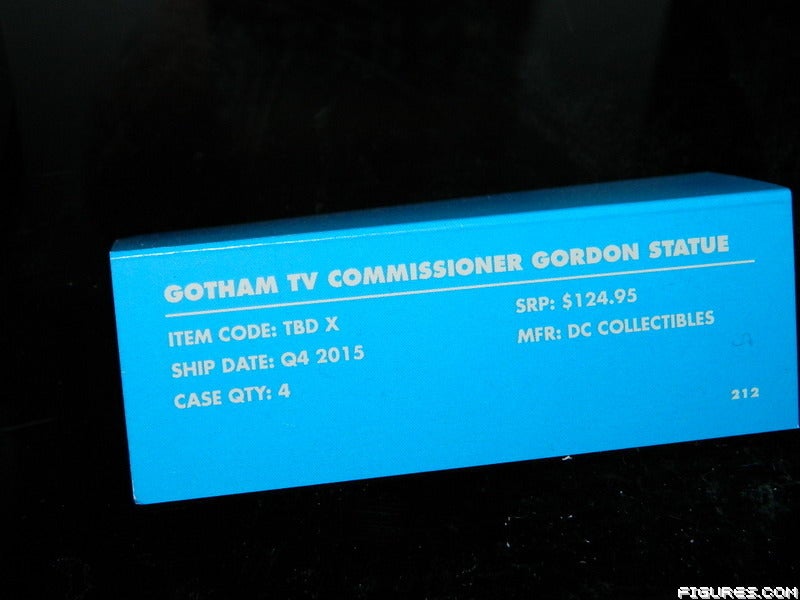 GOTHAM TV COMMISSIONER GORDON STATUE
ITEM CODE: TBD X
SHIP DATE: Q4 2015
CASE QTY: 4
SRP: $124.95
MFR: DC COLLECTIBLES
212
FIGURES.COM